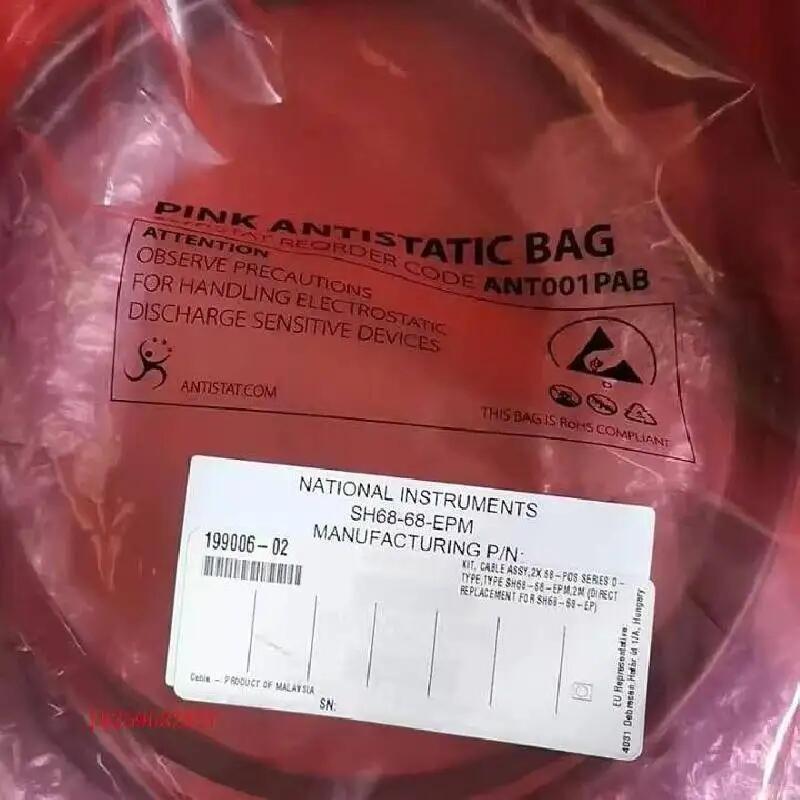 PINK ANTISTATIC BAG
ANTISTAT REORDER CODE ANT001PAB
ATTENTION
OBSERVE PRECAUTIONS
FOR HANDLING ELECTROSTATIC
DISCHARGE SENSITIVE DEVICES
ANTISTAT.COM
THIS BAG IS RoHS COMPLIANT
NATIONAL INSTRUMENTS
SH68-68-EPM
MANUFACTURING P/N:
199006-02
KIT, CABLE ASSY,2X 68-POS SERIES D-
TYPE,TYPE SH68-68-EPM,2M (DIRECT
REPLACEMENT FOR SH68-68-EP)
Cable - PRODUCT OF MALAYSIA
SN:
EU Representative:
4031 Debrecen, Határ út 1/A, Hungary